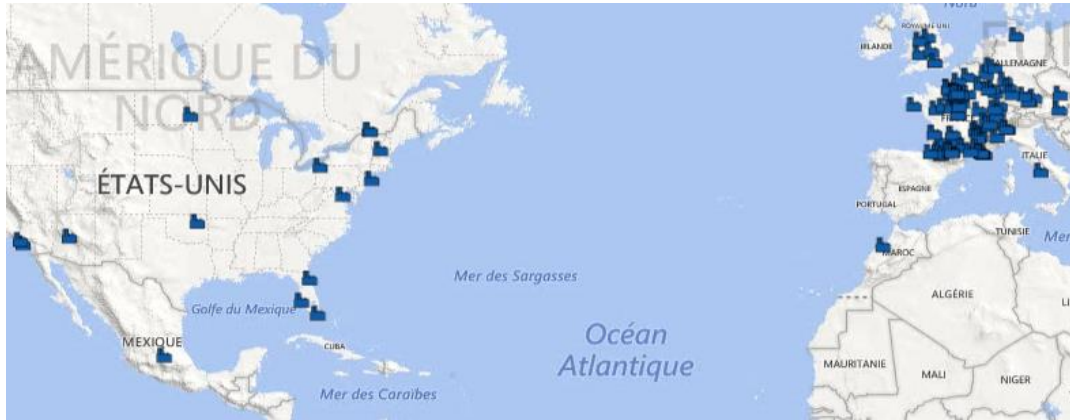 Nord
ROYAUME-UNI
IRLANDE
AMÉRIQUE DU
NORD
ALLEMAGNE
ÉTATS-UNIS
ITALIE
ESPAGNE
PORTUGAL
TUNISIE
MAROC
Mer des Sargasses
ALGÉRIE
Golfe du Mexique
MEXIQUE
CUBA
Océan
Atlantique
MAURITANIE
MALI
NIGER
Mer des Caraïbes